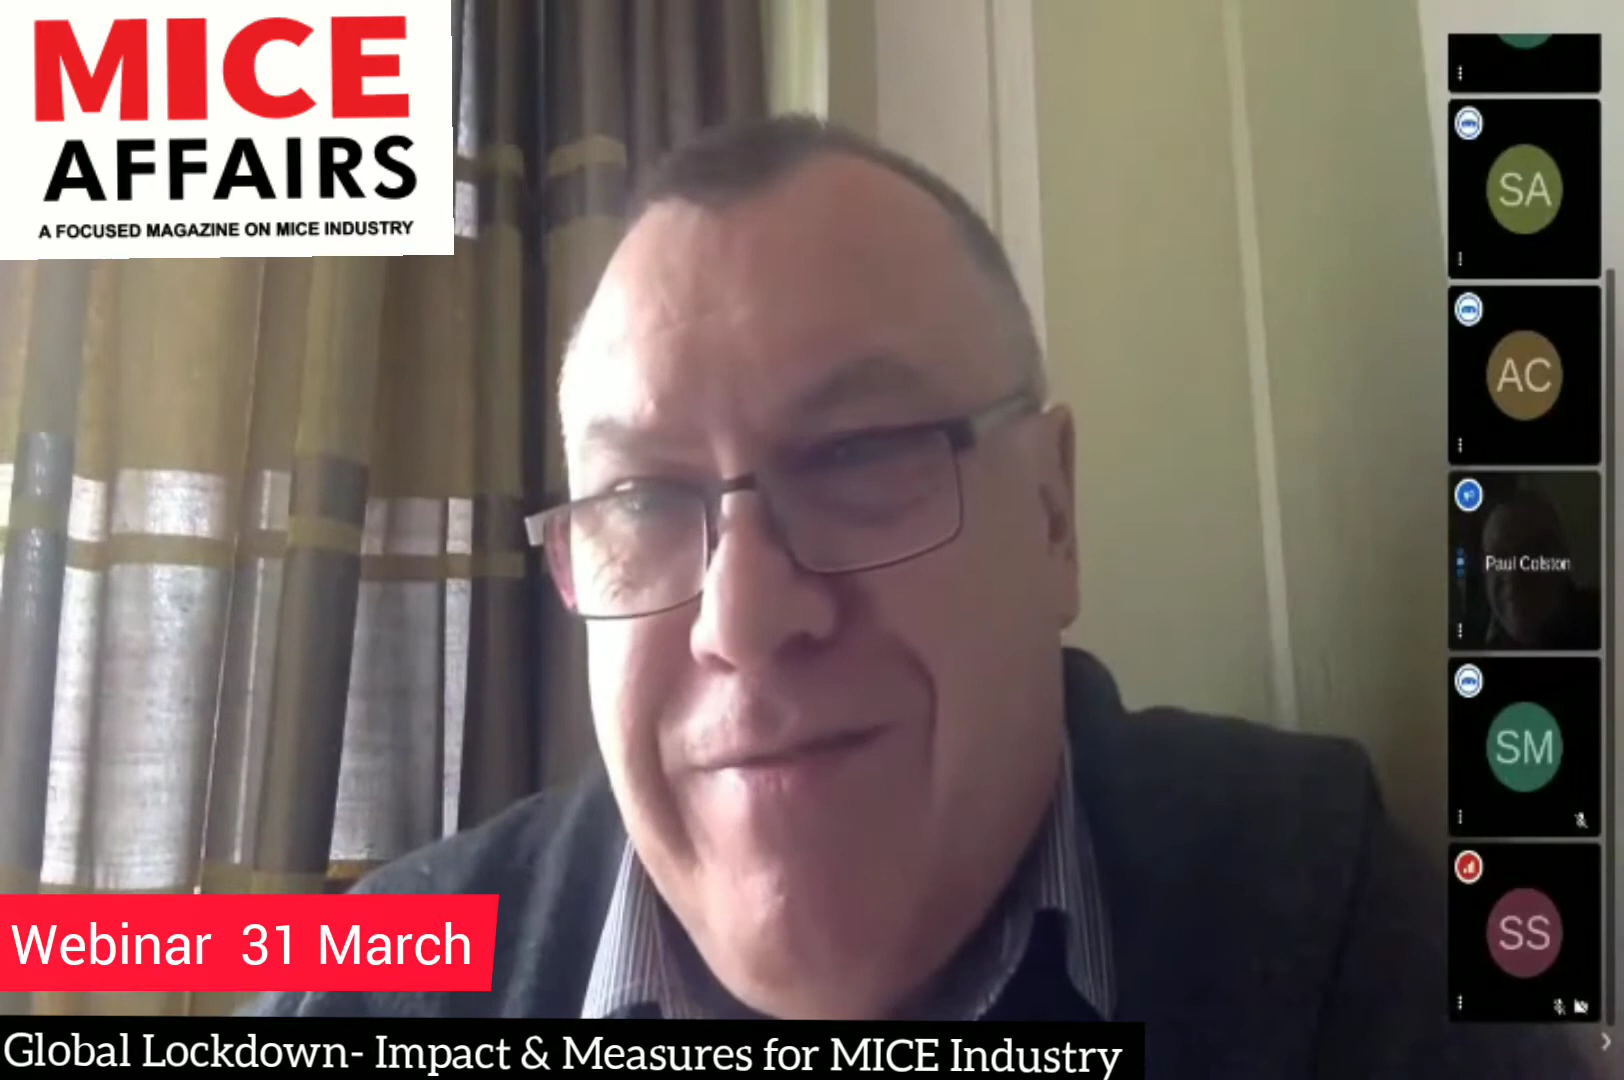 MICE
AFFAIRS
A FOCUSED MAGAZINE ON MICE INDUSTRY
SA
AC
Paul Colston
SM
SS
Webinar 31 March
Global Lockdown- Impact & Measures for MICE Industry